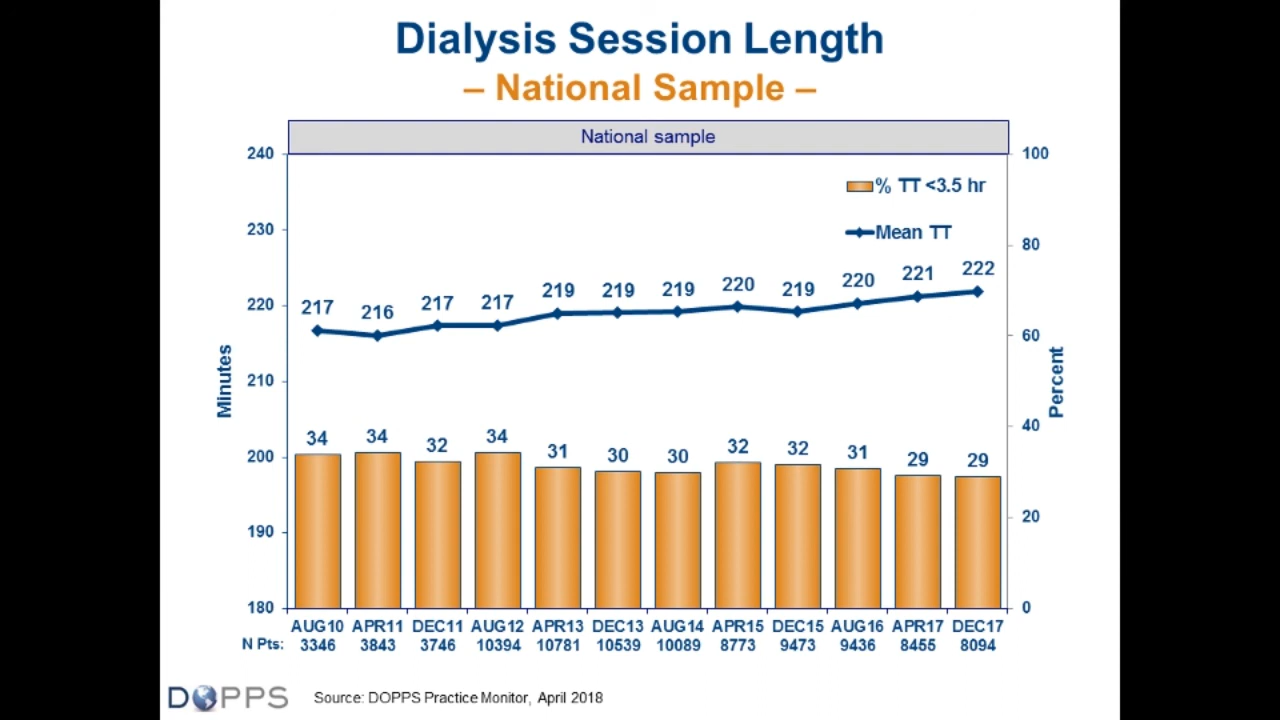 Dialysis Session Length
– National Sample –
National sample
240
230
220
210
200
190
180
Minutes
100
80
60
40
20
0
Percent
% TT <3.5 hr
Mean TT
217 216 217 217 219 219 219 220 219 220 221 222
34 34 32 34 31 30 30 32 32 31 29 29
AUG10 APR11 DEC11 AUG12 APR13 DEC13 AUG14 APR15 DEC15 AUG16 APR17 DEC17
N Pts: 3346 3843 3746 10394 10781 10539 10089 8773 9473 9436 8455 8094
DOPPS
Source: DOPPS Practice Monitor, April 2018